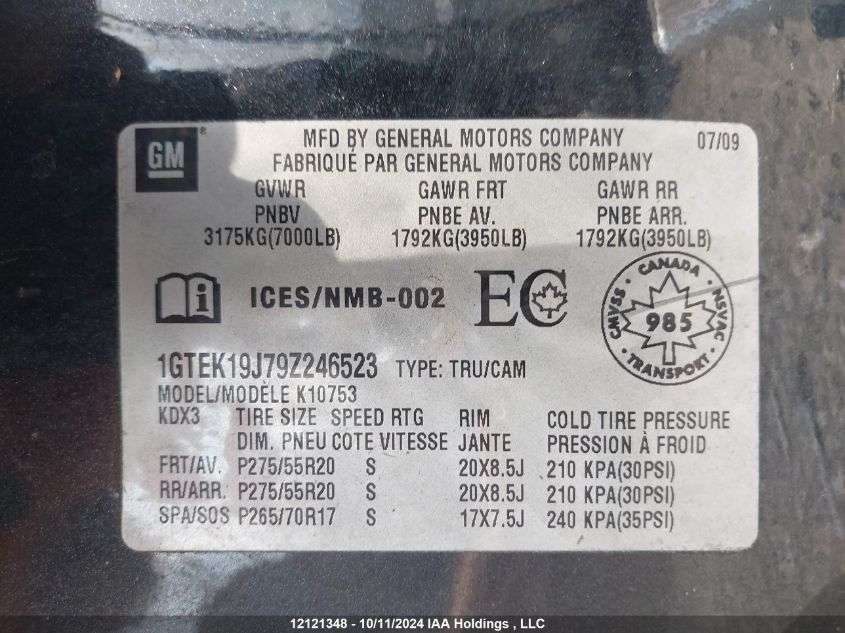 GM
MFD BY GENERAL MOTORS COMPANY 07/09
FABRIQUÉ PAR GENERAL MOTORS COMPANY
GVWR GAWR FRT GAWR RR
PNBV PNBE AV. PNBE ARR.
3175KG(7000LB) 1792KG(3950LB) 1792KG(3950LB)
i ICES/NMB-002 EC
CANADA
CMVSS 985 NSVAC
TRANSPORT
1GTEK19J79Z246523 TYPE: TRU/CAM
MODEL/MODÈLE K10753
KDX3 TIRE SIZE SPEED RTG RIM COLD TIRE PRESSURE
DIM. PNEU COTE VITESSE JANTE PRESSION À FROID
FRT/AV. P275/55R20 S 20X8.5J 210 KPA(30PSI)
RR/ARR. P275/55R20 S 20X8.5J 210 KPA(30PSI)
SPA/SOS P265/70R17 S 17X7.5J 240 KPA(35PSI)
12121348 - 10/11/2024 IAA Holdings , LLC